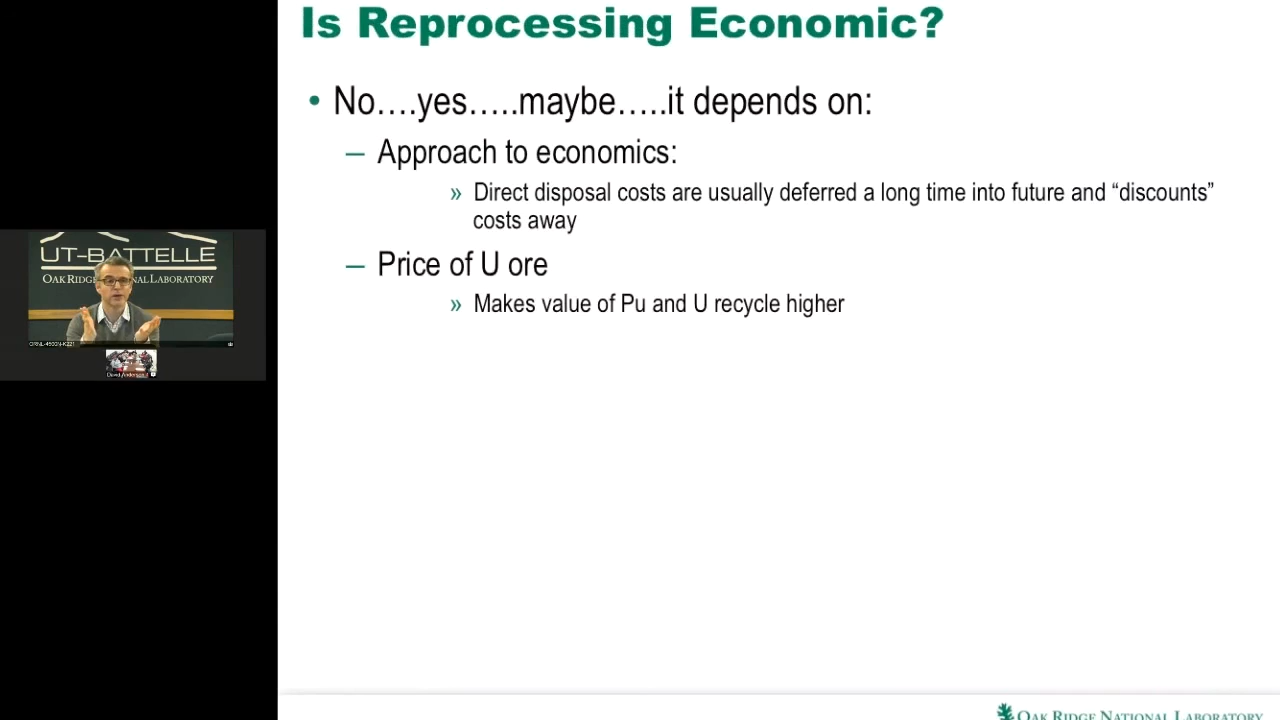 Is Reprocessing Economic?
• No….yes…..maybe…..it depends on:
– Approach to economics:
» Direct disposal costs are usually deferred a long time into future and “discounts”
costs away
– Price of U ore
» Makes value of Pu and U recycle higher
UT-BATTELLE
OAK RIDGE NATIONAL LABORATORY
David Anderson
OAK RIDGE NATIONAL LABORATORY